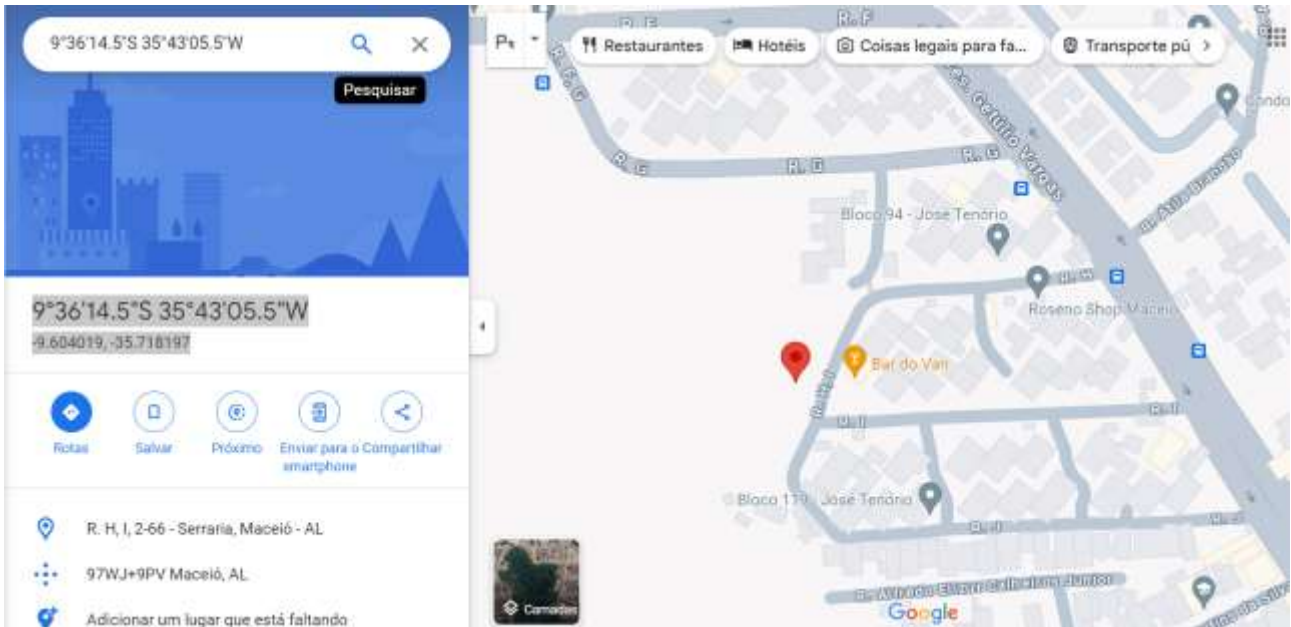 9°36'14.5"S 35°43'05.5"W
Pesquisar
9°36'14.5"S 35°43'05.5"W
-9.604019, -35.718197
Rotas
Salvar
Próximo
Enviar para o smartphone
Compartilhar
R. H, I, 2-66 - Serraria, Maceió - AL
97WJ+9PV Maceió, AL
Adicionar um lugar que está faltando
Restaurantes
Hotéis
Coisas legais para fa...
Transporte pú
R. F
R. F
R. F, G
R. G
R. G
R. G
Getúlio Vargas
Condo
Bloco 94 - José Tenório
R. H
Roseno Shop Maceió
Bar do Van
R. H, I
R. I
R. I
Bloco 119 - José Tenório
R. J
R. J
Camadas
Google